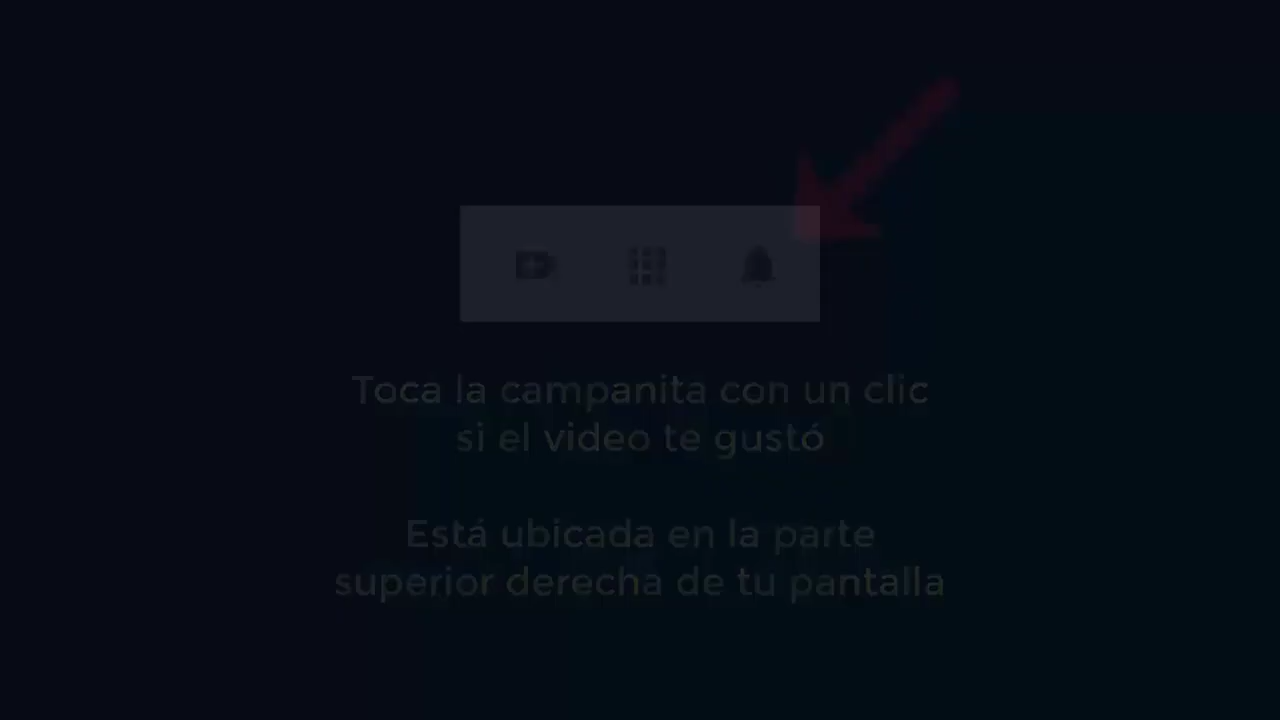 Toca la campanita con un clic
si el video te gustó
Está ubicada en la parte
superior derecha de tu pantalla